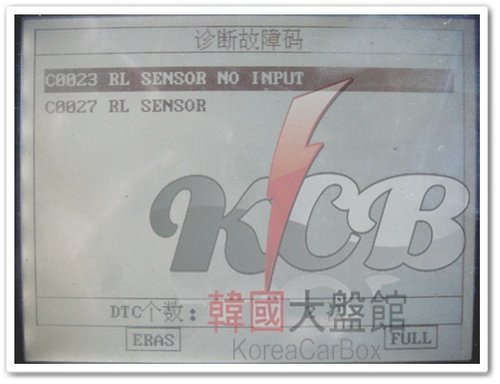 诊断故障码
C0023 RL SENSOR NO INPUT
C0027 RL SENSOR
KCB
DTC个数: 2
韓國大盤館
ERAS
FULL
KoreaCarBox